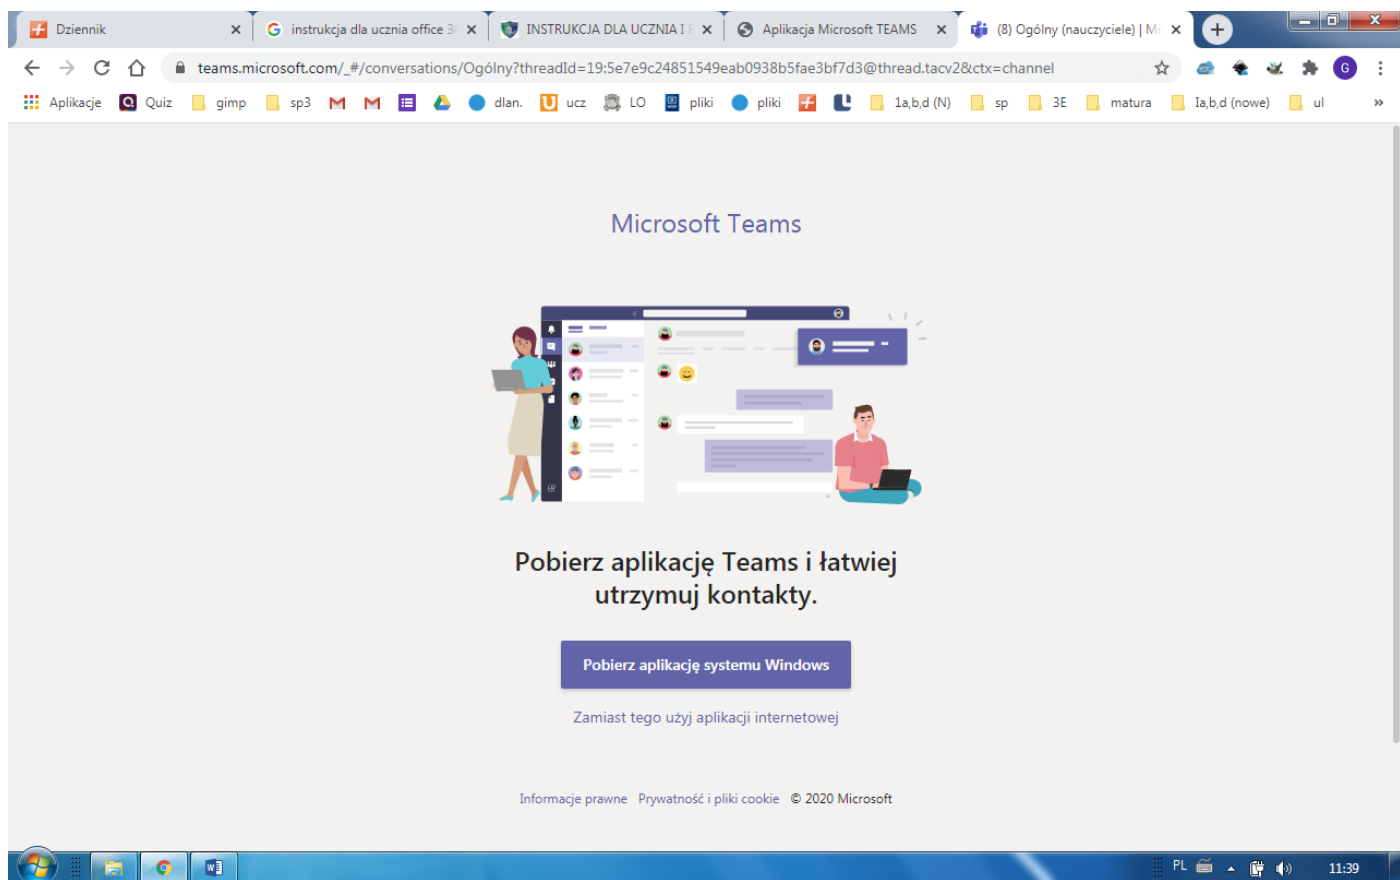 Dziennik
instrukcja dla ucznia office 3
INSTRUKCJA DLA UCZNIA I
Aplikacja Microsoft TEAMS
(8) Ogólny (nauczyciele) | Mi
teams.microsoft.com/_#/conversations/Ogólny?threadId=19:5e7e9c24851549eab0938b5fae3bf7d3@thread.tacv2&ctx=channel
G
Aplikacje
Quiz
gimp
sp3
dlan.
ucz
LO
pliki
pliki
1a,b,d (N)
sp
3E
matura
Ia,b,d (nowe)
ul
»
Microsoft Teams
Pobierz aplikację Teams i łatwiej
utrzymuj kontakty.
Pobierz aplikację systemu Windows
Zamiast tego użyj aplikacji internetowej
Informacje prawne Prywatność i pliki cookie © 2020 Microsoft
PL
11:39